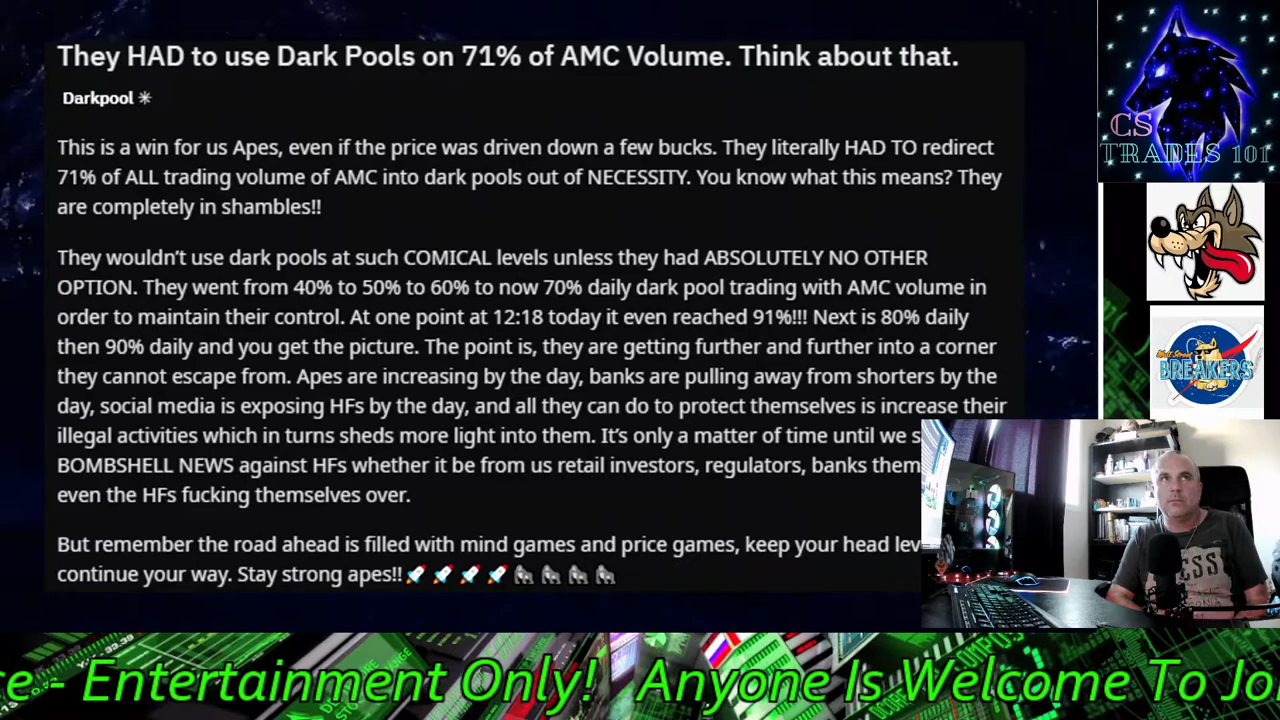 They HAD to use Dark Pools on 71% of AMC Volume. Think about that.
Darkpool ✳
This is a win for us Apes, even if the price was driven down a few bucks. They literally HAD TO redirect
71% of ALL trading volume of AMC into dark pools out of NECESSITY. You know what this means? They
are completely in shambles!!
They wouldn't use dark pools at such COMICAL levels unless they had ABSOLUTELY NO OTHER
OPTION. They went from 40% to 50% to 60% to now 70% daily dark pool trading with AMC volume in
order to maintain their control. At one point at 12:18 today it even reached 91%!!! Next is 80% daily
then 90% daily and you get the picture. The point is, they are getting further and further into a corner
they cannot escape from. Apes are increasing by the day, banks are pulling away from shorters by the
day, social media is exposing HFs by the day, and all they can do to protect themselves is increase their
illegal activities which in turns sheds more light into them. It's only a matter of time until we s
BOMBSHELL NEWS against HFs whether it be from us retail investors, regulators, banks them
even the HFs fucking themselves over.
But remember the road ahead is filled with mind games and price games, keep your head lev
continue your way. Stay strong apes!! 🚀 🚀 🚀 🚀 🦍 🦍 🦍 🦍
CS
TRADES 101
Wall Street
BREAKERS
e - Entertainment Only! Anyone Is Welcome To Jo